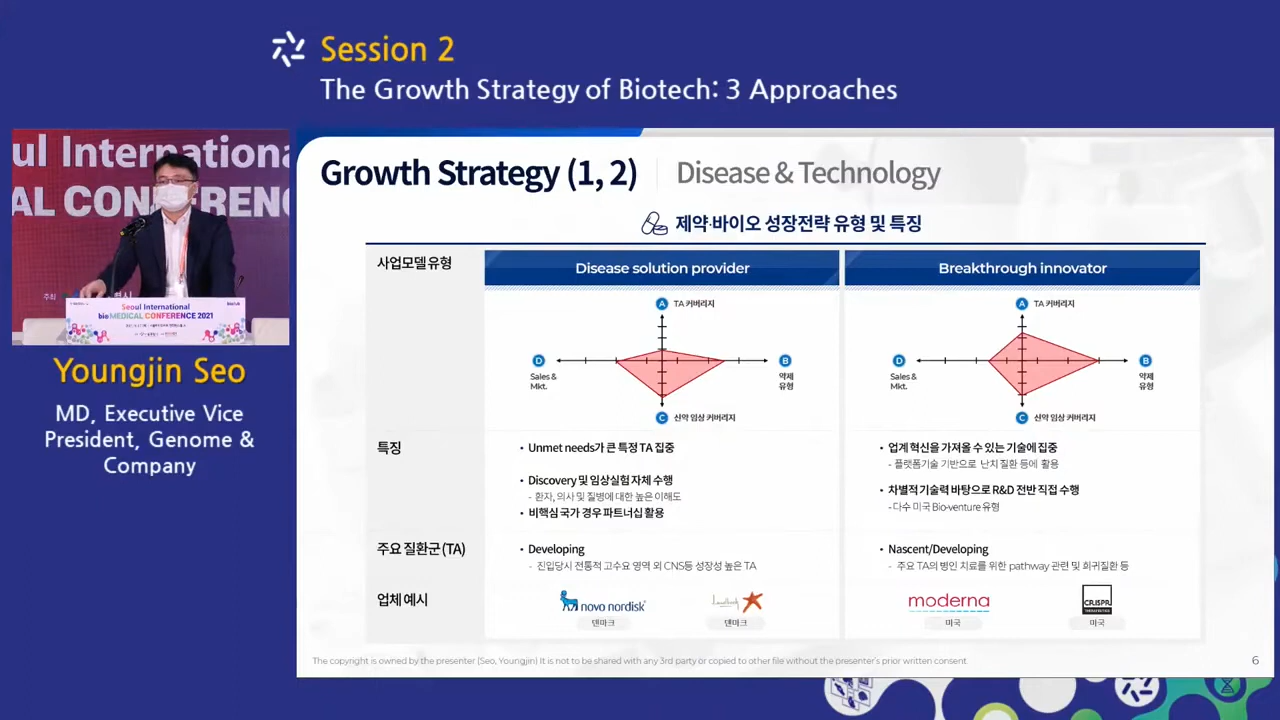 Session 2
The Growth Strategy of Biotech: 3 Approaches
ul Internationa
AL CONFERENC
주최
Seoul International
bio MEDICAL CONFERENCE 2021
Youngjin Seo
MD, Executive Vice
President, Genome &
Company
Growth Strategy (1, 2)
Disease & Technology
제약·바이오 성장전략 유형 및 특징
사업모델 유형
Disease solution provider
Breakthrough innovator
A TA 커버리지
D
Sales &
Mkt.
B
약제
유형
C 신약 임상 커버리지
A TA 커버리지
D
Sales &
Mkt.
B
약제
유형
C 신약 임상 커버리지
특징
• Unmet needs가 큰 특정 TA 집중
• Discovery 및 임상실험 자체 수행
- 환자, 의사 및 질병에 대한 높은 이해도
• 비핵심 국가 경우 파트너십 활용
• 업계 혁신을 가져올 수 있는 기술에 집중
- 플랫폼기술 기반으로 난치 질환 등에 활용
• 차별적 기술력 바탕으로 R&D 전반 직접 수행
- 다수 미국 Bio-venture 유형
주요 질환군 (TA)
• Developing
- 진입당시 전통적 고수요 영역 외 CNS등 성장성 높은 TA
• Nascent/Developing
- 주요 TA의 병인 치료를 위한 pathway 관련 및 희귀질환 등
업체 예시
novo nordisk
덴마크
Lundbeck
덴마크
moderna
미국
CRISPR
THERAPEUTICS
미국
The copyright is owned by the presenter (Seo, Youngjin) It is not to be shared with any 3rd party or copied to other file without the presenter's prior written consent.
6